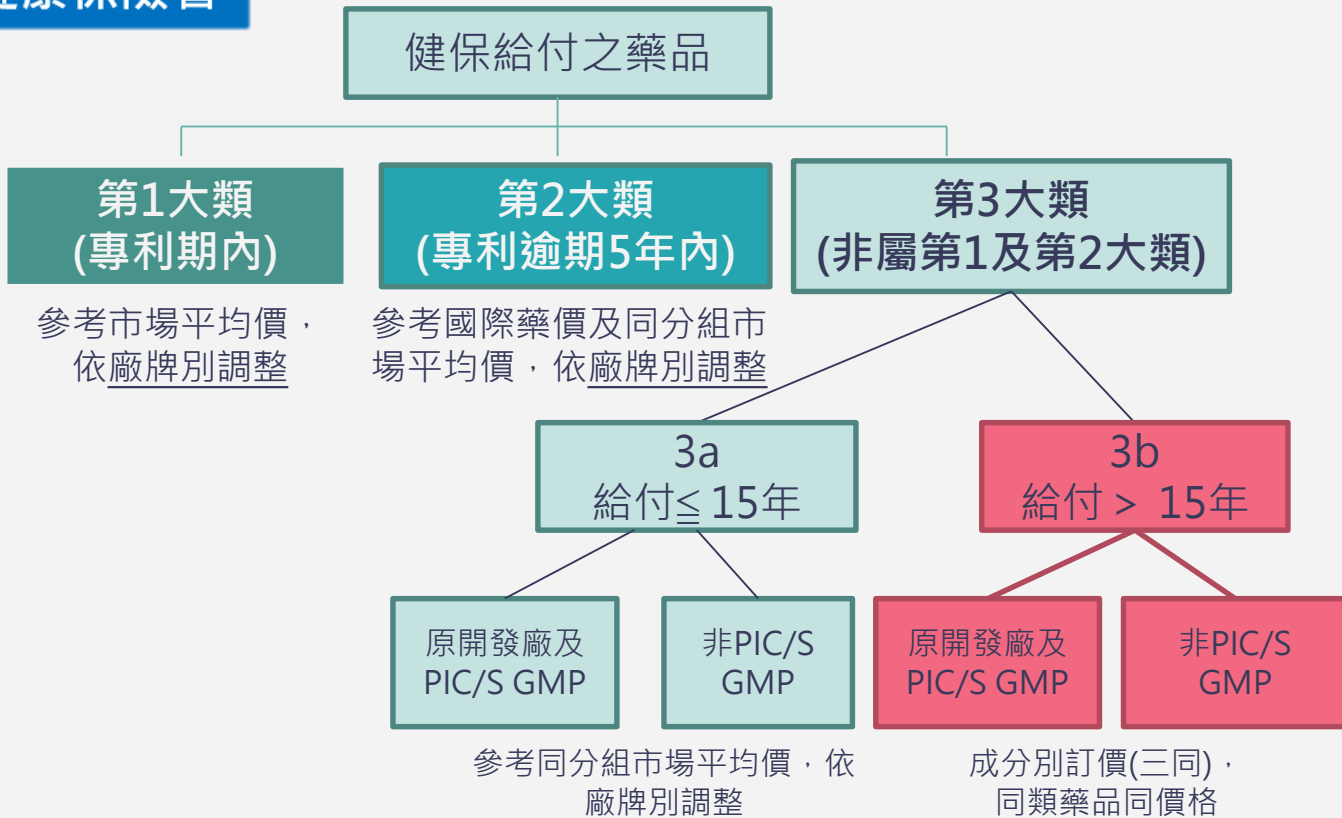 健保給付之藥品
第1大類
(專利期內)
第2大類
(專利逾期5年內)
第3大類
(非屬第1及第2大類)
參考市場平均價，
依廠牌別調整
參考國際藥價及同分組市
場平均價，依廠牌別調整
3a
給付≦ 15年
3b
給付 > 15年
原開發廠及
PIC/S GMP
非PIC/S
GMP
原開發廠及
PIC/S GMP
非PIC/S
GMP
參考同分組市場平均價，依
廠牌別調整
成分別訂價(三同)，
同類藥品同價格